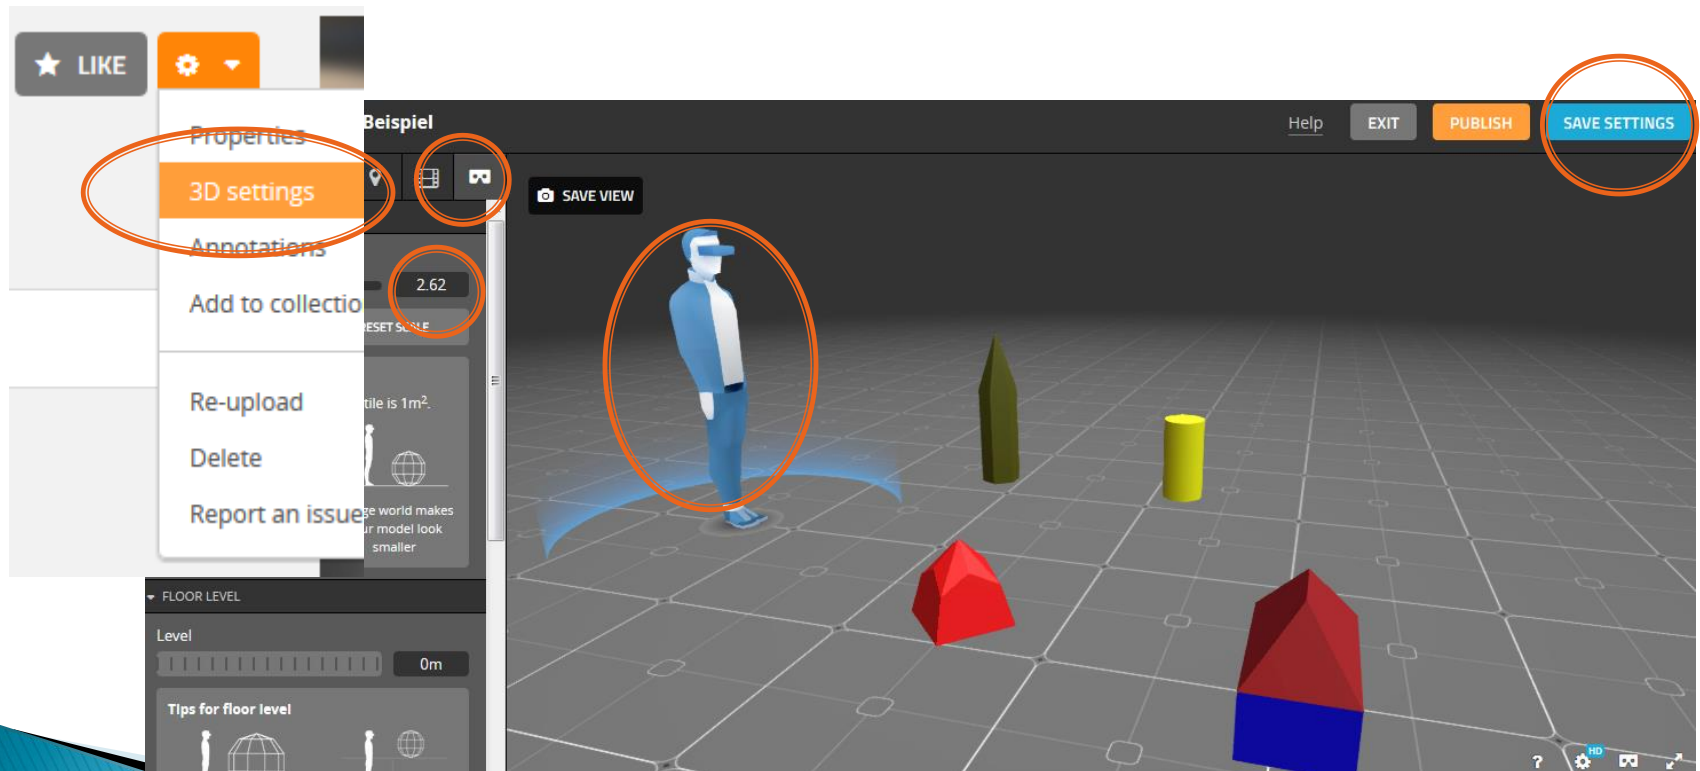 LIKE
Properties
3D settings
Annotations
Add to collectio
Re-upload
Delete
Report an issue
Beispiel
Help
EXIT
PUBLISH
SAVE SETTINGS
SAVE VIEW
2.62
ESET SCALE
tile is 1m².
ge world makes
ur model look
smaller
FLOOR LEVEL
Level
0m
Tips for floor level
?
HD